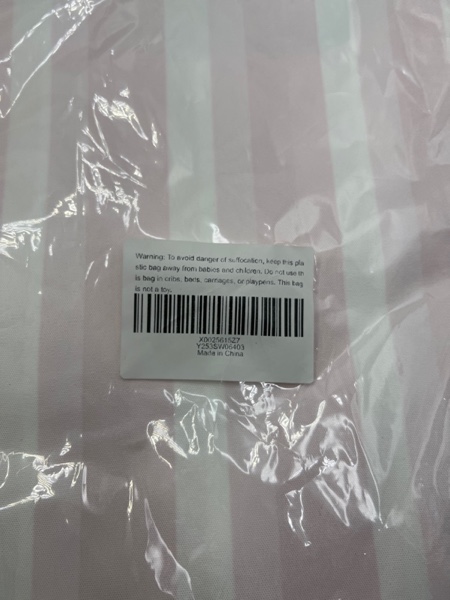 Warning: To avoid danger of suffocation, keep this pla
stic bag away from babies and children. Do not use th
is bag in cribs, beds, carriages, or playpens. This bag
is not a toy.
Y253SW06403
Made in China